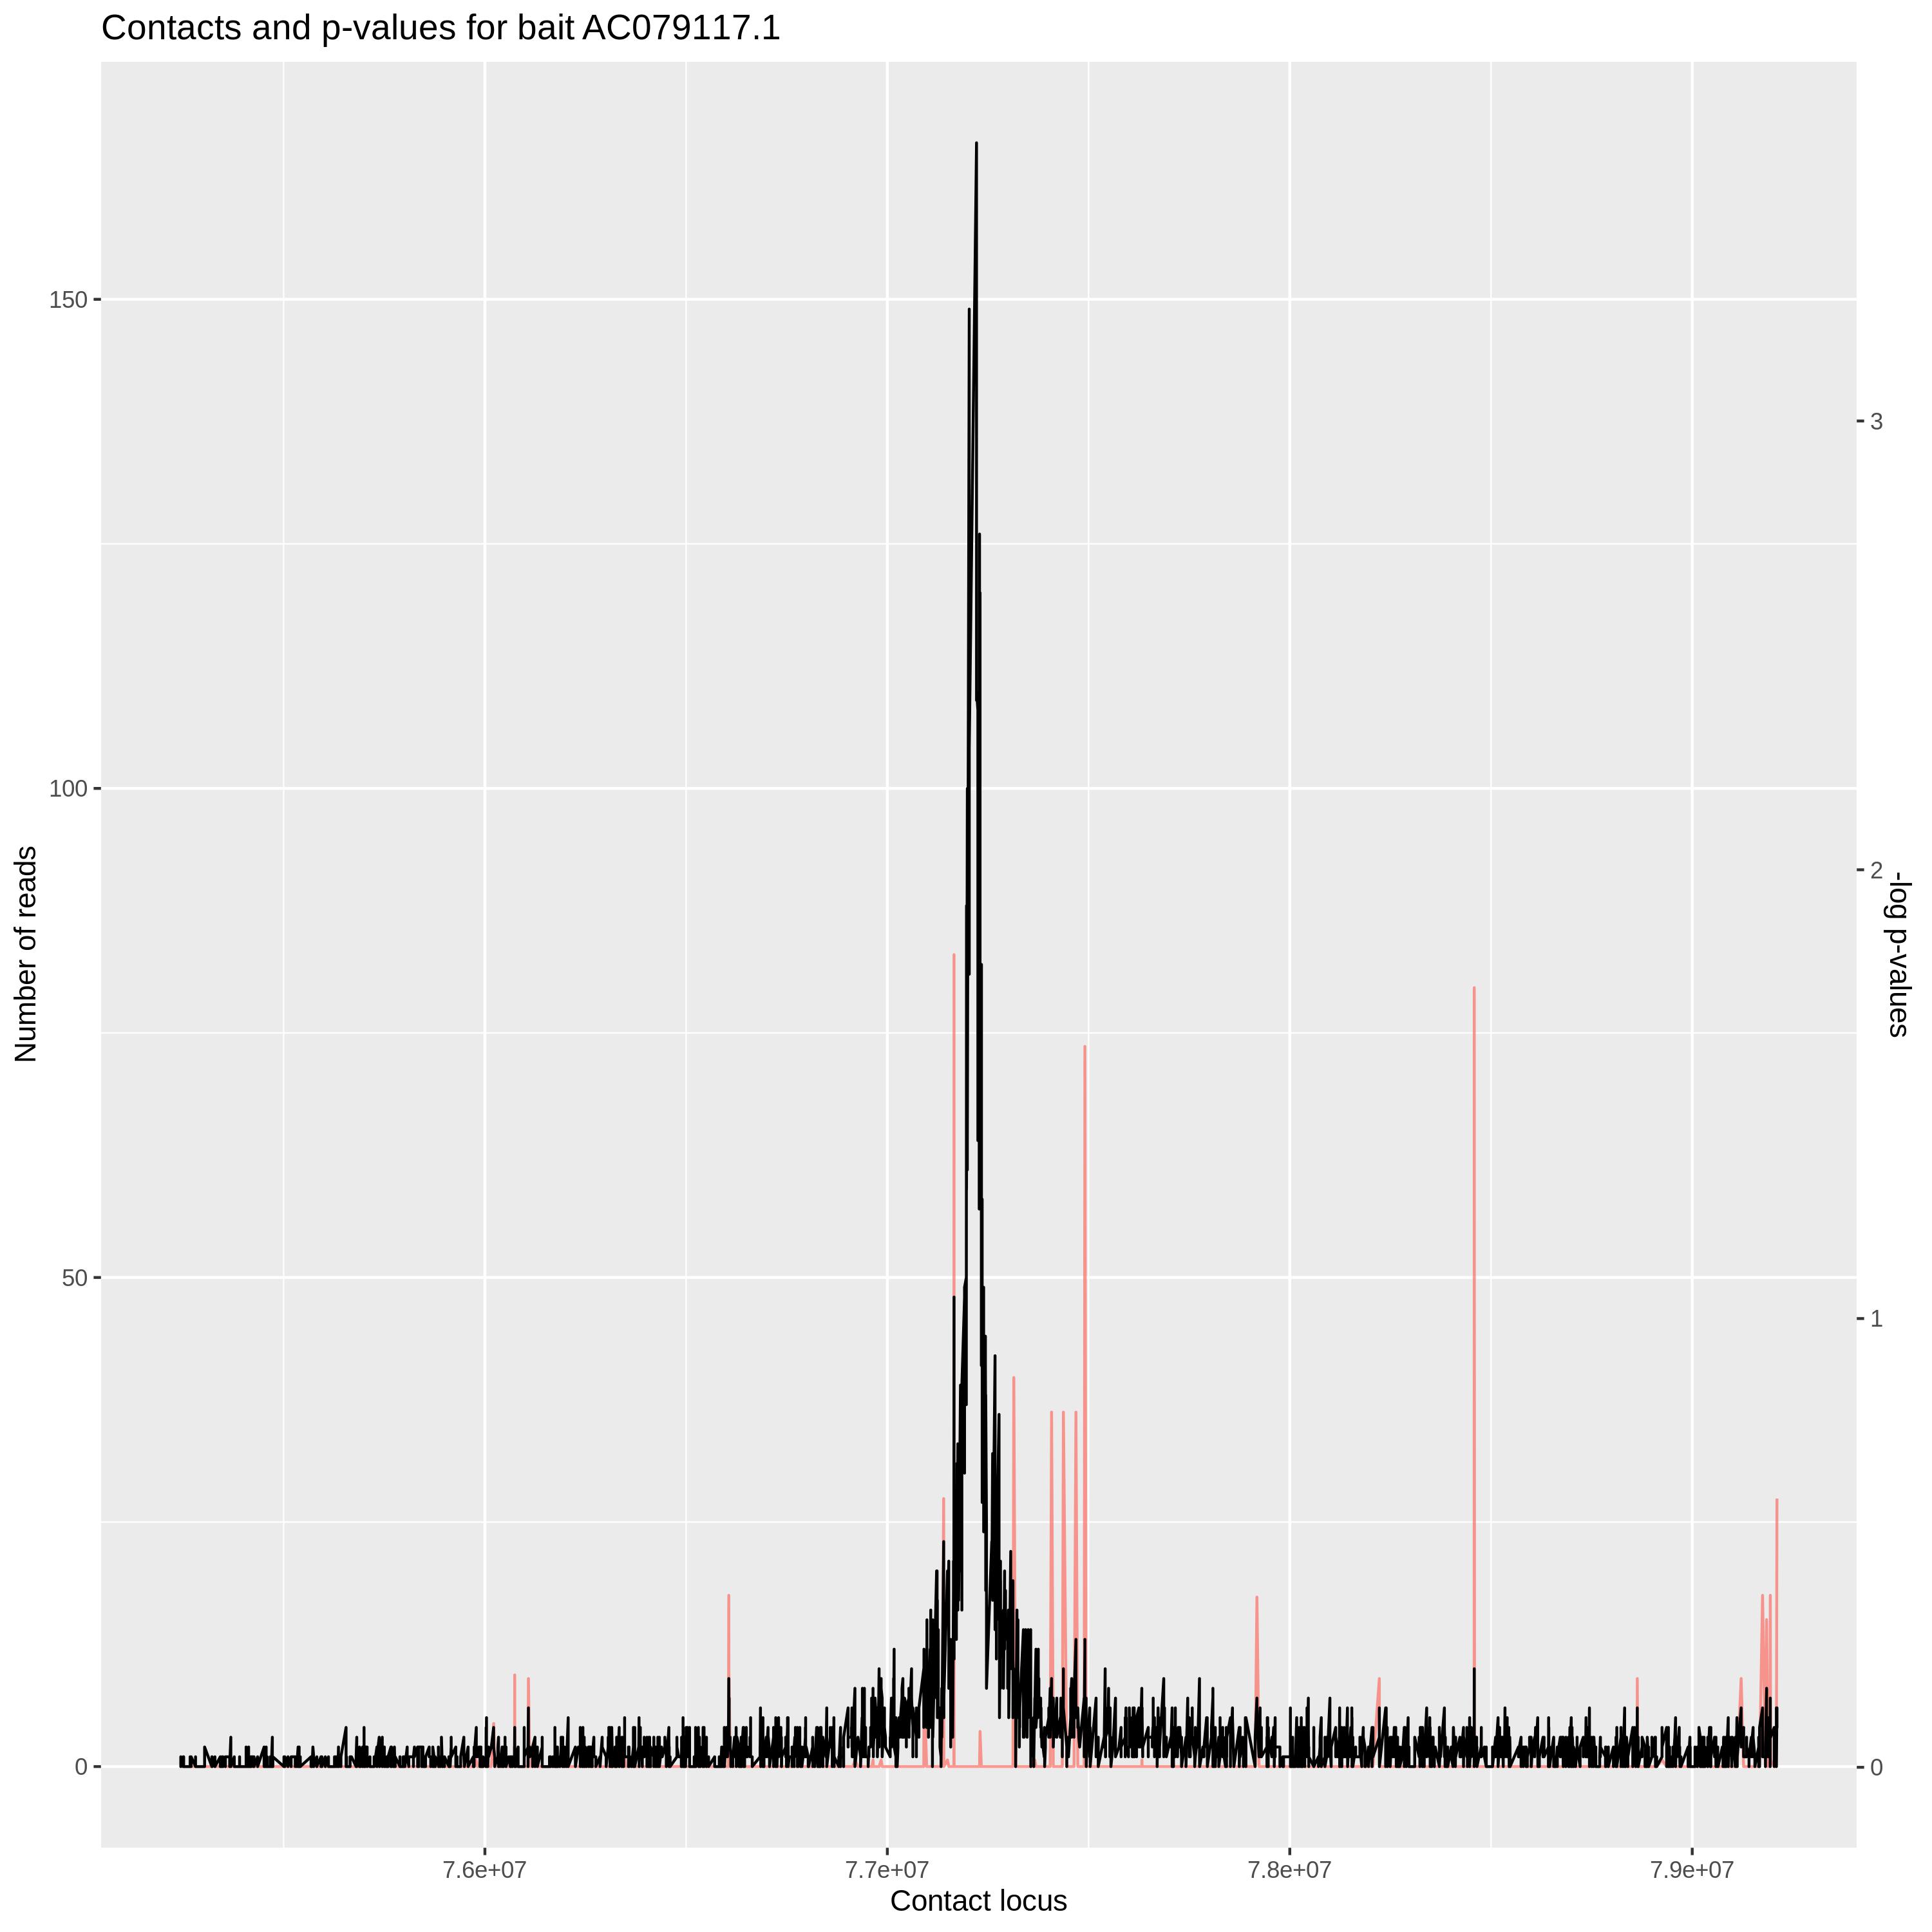 Contacts and p-values for bait AC079117.1
150
100
50
0
Number of reads
3
2
1
0
-log p-values
7.6e+07
7.7e+07
7.8e+07
7.9e+07
Contact locus